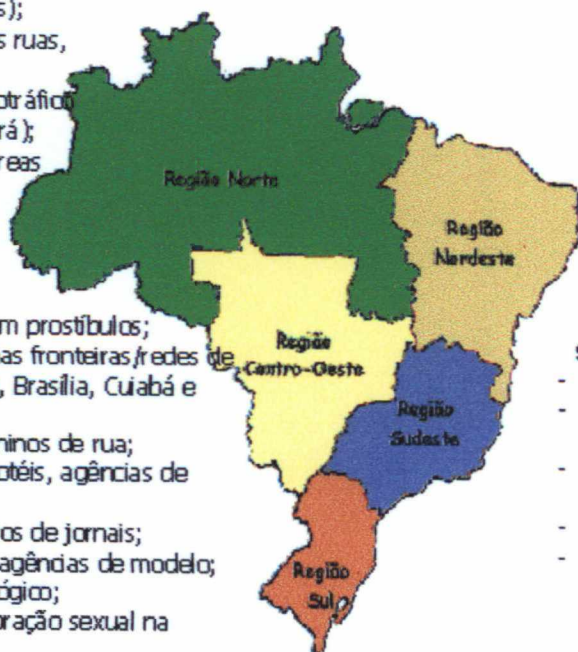 s);
s ruas,
otráfico
rá);
reas
Região Norte
Região
Nordeste
m prostíbulos;
as fronteiras/redes de
, Brasília, Cuiabá e
Região
Centro-Oeste
s
-
-
Região
Sudeste
ninos de rua;
otéis, agências de
-
os de jornais;
agências de modelo;
ógico;
oração sexual na
-
-
Região
Sul